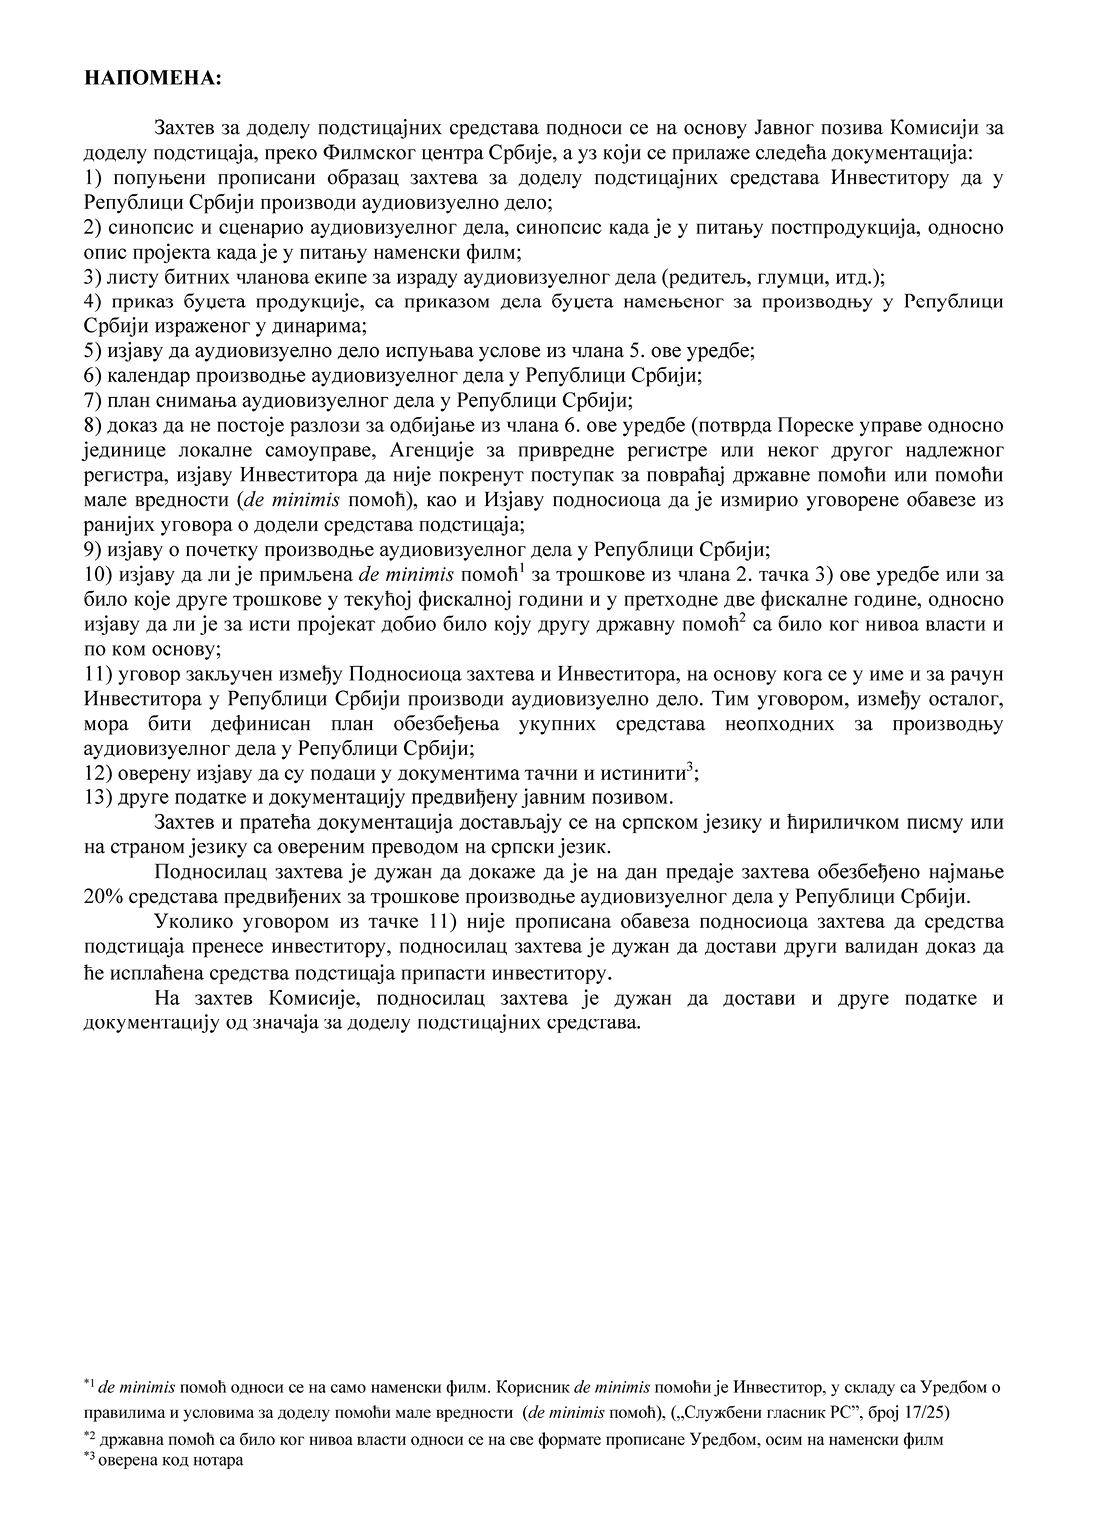 НАПОМЕНА:
Захтев за доделу подстицајних средстава подноси се на основу Јавног позива Комисији за
доделу подстицаја, преко Филмског центра Србије, а уз који се прилаже следећа документација:
1) попуњени прописани образац захтева за доделу подстицајних средстава Инвеститору да у
Републици Србији производи аудиовизуелно дело;
2) синопсис и сценарио аудиовизуелног дела, синопсис када је у питању постпродукција, односно
опис пројекта када је у питању наменски филм;
3) листу битних чланова екипе за израду аудиовизуелног дела (редитељ, глумци, итд.);
4) приказ буџета продукције, са приказом дела буџета намењеног за производњу у Републици
Србији израженог у динарима;
5) изјаву да аудиовизуелно дело испуњава услове из члана 5. ове уредбе;
6) календар производње аудиовизуелног дела у Републици Србији;
7) план снимања аудиовизуелног дела у Републици Србији;
8) доказ да не постоје разлози за одбијање из члана 6. ове уредбе (потврда Пореске управе односно
јединице локалне самоуправе, Агенције за привредне регистре или неког другог надлежног
регистра, изјаву Инвеститора да није покренут поступак за повраћај државне помоћи или помоћи
мале вредности (de minimis помоћ), као и Изјаву подносиоца да је измирио уговорене обавезе из
ранијих уговора о додели средстава подстицаја;
9) изјаву о почетку производње аудиовизуелног дела у Републици Србији;
10) изјаву да ли је примљена de minimis помоћ1 за трошкове из члана 2. тачка 3) ове уредбе или за
било које друге трошкове у текућој фискалној години и у претходне две фискалне године, односно
изјаву да ли је за исти пројекат добио било коју другу државну помоћ2 са било ког нивоа власти и
по ком основу;
11) уговор закључен између Подносиоца захтева и Инвеститора, на основу кога се у име и за рачун
Инвеститора у Републици Србији производи аудиовизуелно дело. Тим уговором, између осталог,
мора бити дефинисан план обезбеђења укупних средстава неопходних за производњу
аудиовизуелног дела у Републици Србији;
12) оверену изјаву да су подаци у документима тачни и истинити3;
13) друге податке и документацију предвиђену јавним позивом.
Захтев и пратећа документација достављају се на српском језику и ћириличком писму или
на страном језику са овереним преводом на српски језик.
Подносилац захтева је дужан да докаже да је на дан предаје захтева обезбеђено најмање
20% средстава предвиђених за трошкове производње аудиовизуелног дела у Републици Србији.
Уколико уговором из тачке 11) није прописана обавеза подносиоца захтева да средства
подстицаја пренесе инвеститору, подносилац захтева је дужан да достави други валидан доказ да
ће исплаћена средства подстицаја припасти инвеститору.
На захтев Комисије, подносилац захтева је дужан да достави и друге податке и
документацију од значаја за доделу подстицајних средстава.
*1 de minimis помоћ односи се на само наменски филм. Корисник de minimis помоћи је Инвеститор, у складу са Уредбом о
правилима и условима за доделу помоћи мале вредности (de minimis помоћ), („Службени гласник РС”, број 17/25)
*2 државна помоћ са било ког нивоа власти односи се на све формате прописане Уредбом, осим на наменски филм
*3 оверена код нотара